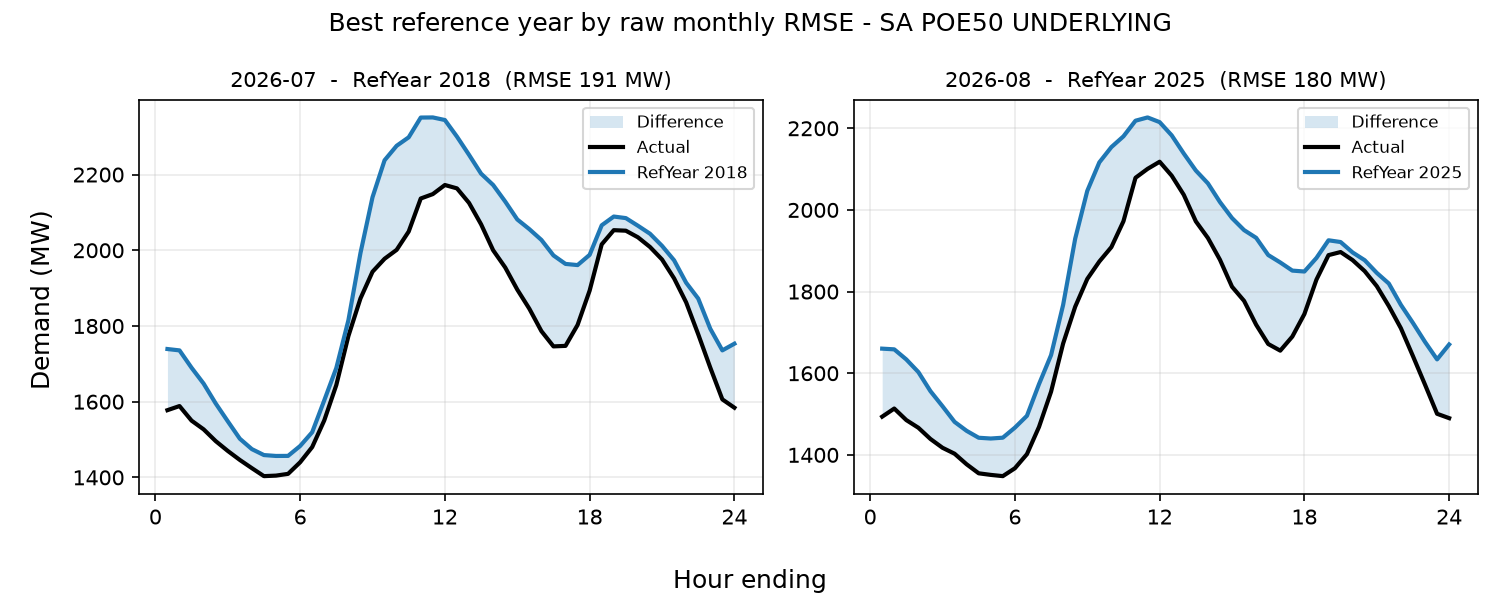 Best reference year by raw monthly RMSE - SA POE50 UNDERLYING
2026-07 - RefYear 2018 (RMSE 191 MW)
Difference
Actual
RefYear 2018
2200
2000
1800
1600
1400
0 6 12 18 24
Demand (MW)
2026-08 - RefYear 2025 (RMSE 180 MW)
Difference
Actual
RefYear 2025
2200
2000
1800
1600
1400
0 6 12 18 24
Hour ending